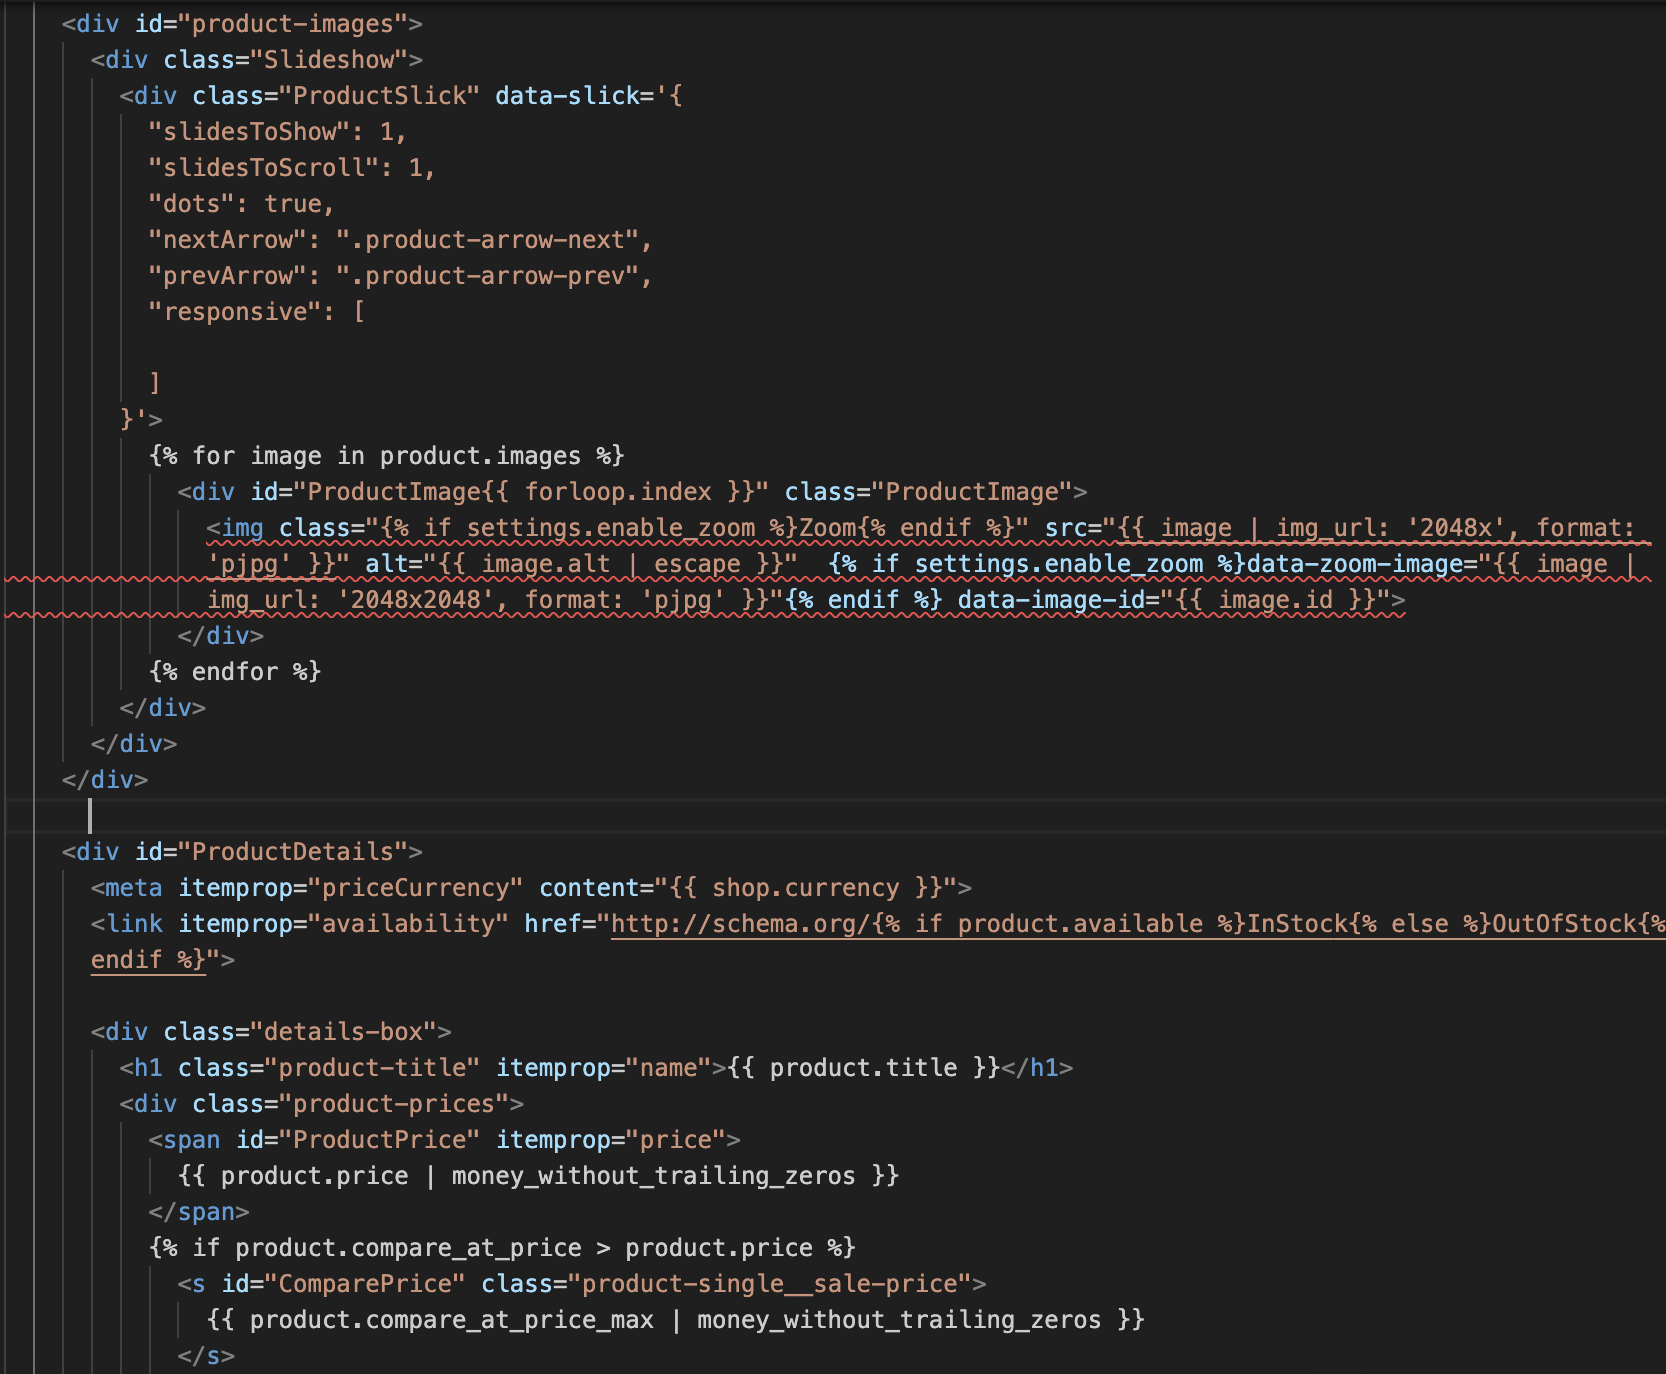 <div id="product-images">
<div class="Slideshow">
<div class="ProductSlick" data-slick='{
"slidesToShow": 1,
"slidesToScroll": 1,
"dots": true,
"nextArrow": ".product-arrow-next",
"prevArrow": ".product-arrow-prev",
"responsive": [
]
}'>
{% for image in product.images %}
<div id="ProductImage{{ forloop.index }}" class="ProductImage">
<img class="{% if settings.enable_zoom %}Zoom{% endif %}" src="{{ image | img_url: '2048x', format:
'pjpg' }}" alt="{{ image.alt | escape }}"  {% if settings.enable_zoom %}data-zoom-image="{{ image |
img_url: '2048x2048', format: 'pjpg' }}"{% endif %} data-image-id="{{ image.id }}">
</div>
{% endfor %}
</div>
</div>
</div>
<div id="ProductDetails">
<meta itemprop="priceCurrency" content="{{ shop.currency }}">
<link itemprop="availability" href="http://schema.org/{% if product.available %}InStock{% else %}OutOfStock{%
endif %}">
<div class="details-box">
<h1 class="product-title" itemprop="name">{{ product.title }}</h1>
<div class="product-prices">
<span id="ProductPrice" itemprop="price">
{{ product.price | money_without_trailing_zeros }}
</span>
{% if product.compare_at_price > product.price %}
<s id="ComparePrice" class="product-single__sale-price">
{{ product.compare_at_price_max | money_without_trailing_zeros }}
</s>